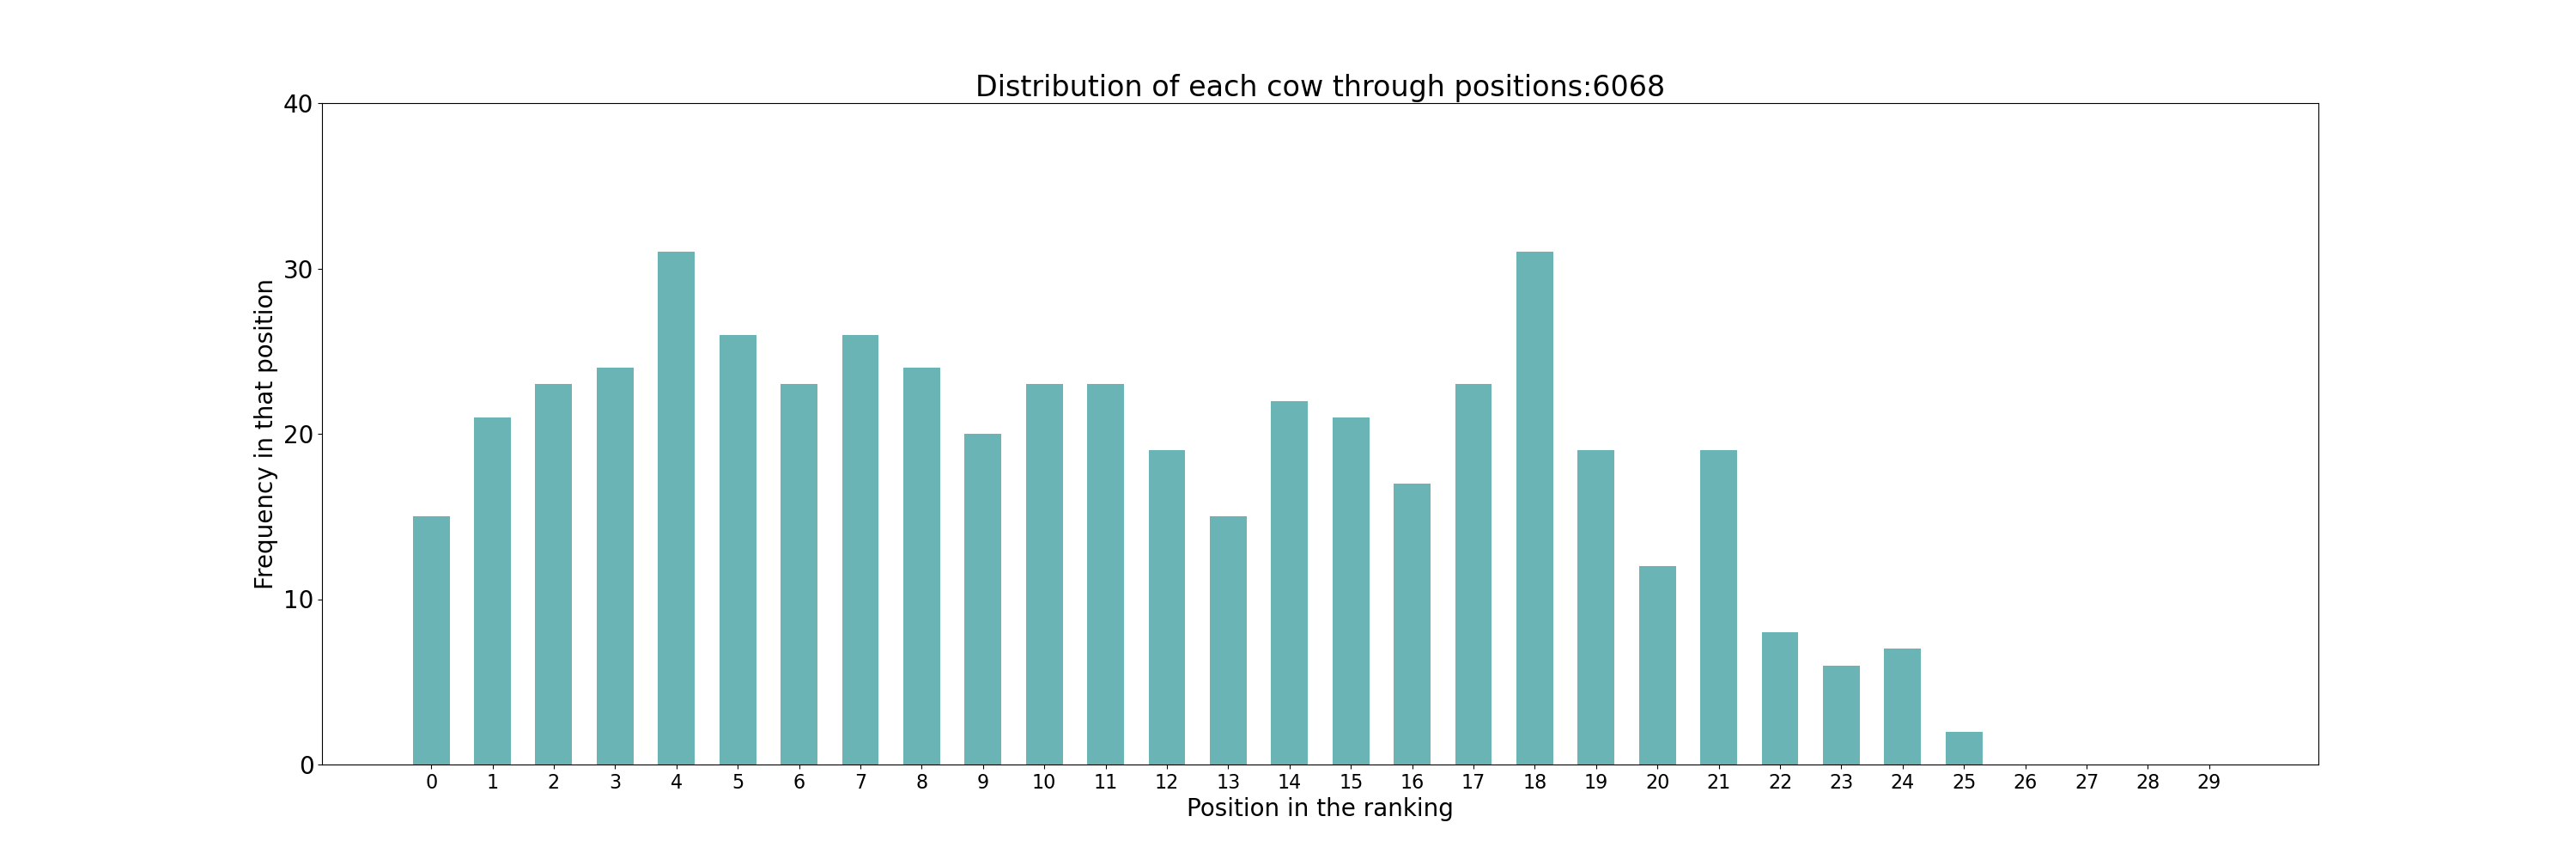 Distribution of each cow through positions:6068
40
30
20
10
0
Frequency in that position
0 1 2 3 4 5 6 7 8 9 10 11 12 13 14 15 16 17 18 19 20 21 22 23 24 25 26 27 28 29
Position in the ranking